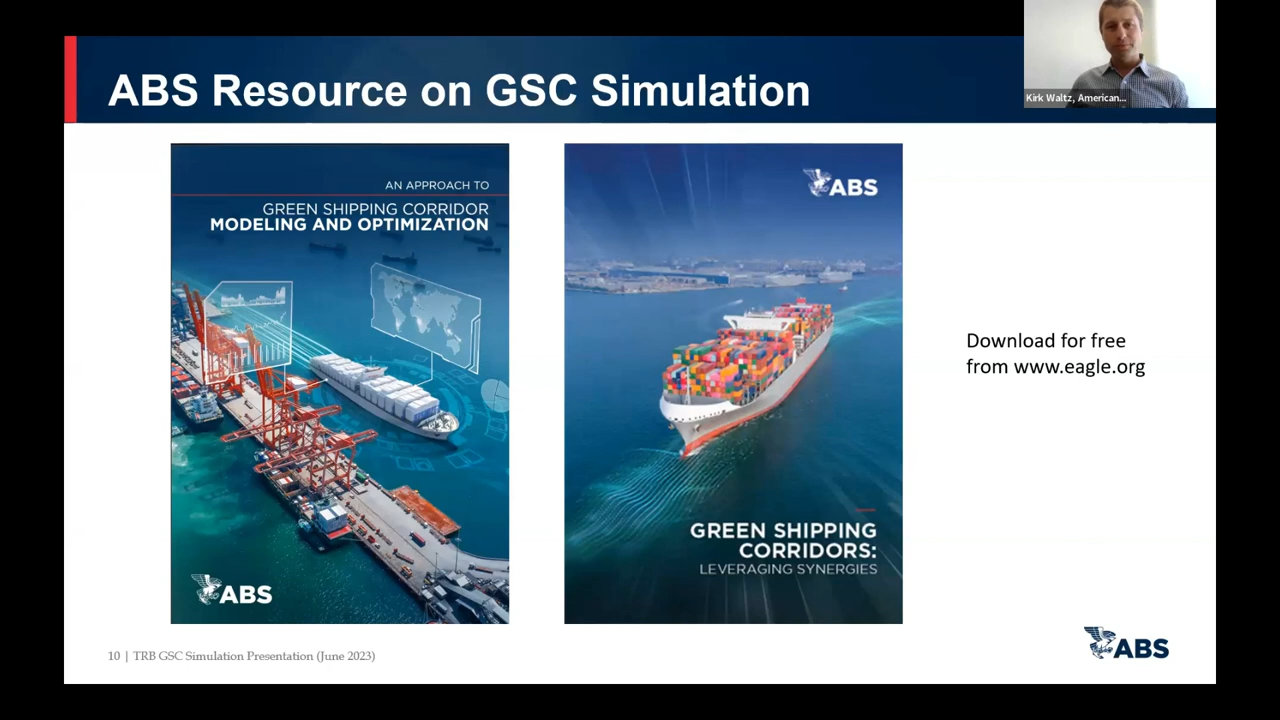 ABS Resource on GSC Simulation
Kirk Waltz, American...
AN APPROACH TO
GREEN SHIPPING CORRIDOR
MODELING AND OPTIMIZATION
ABS
ABS
GREEN SHIPPING
CORRIDORS:
LEVERAGING SYNERGIES
Download for free
from www.eagle.org
10 | TRB GSC Simulation Presentation (June 2023)
ABS